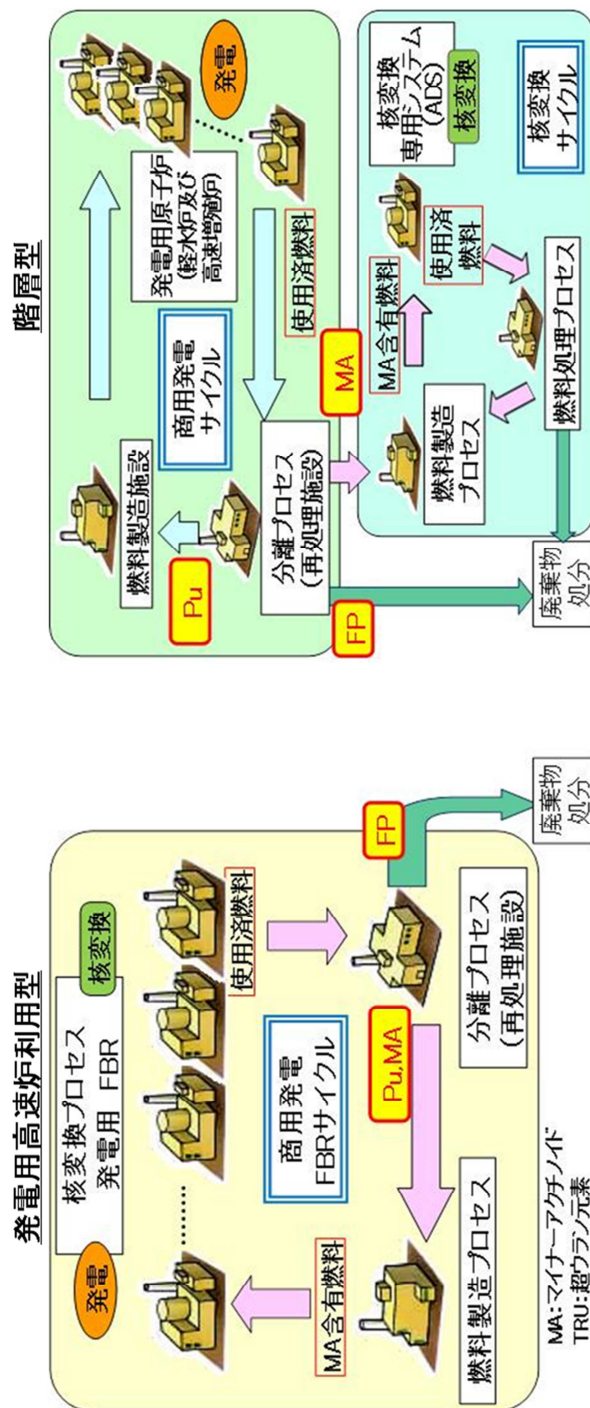 発電用高速炉利用型
発電
核変換プロセス
発電用 FBR
核変換
MA含有燃料
商用発電
FBRサイクル
使用済燃料
Pu,MA
FP
燃料製造プロセス
分離プロセス
(再処理施設)
廃棄物
処分
MA:マイナーアクチノイド
TRU:超ウラン元素
階層型
燃料製造施設
発電用原子炉
(軽水炉及び
高速増殖炉)
発電
Pu
商用発電
サイクル
使用済燃料
分離プロセス
(再処理施設)
FP
MA
MA含有燃料
核変換
専用システム
(ADS)
核変換
燃料製造
プロセス
使用済
燃料
核変換
サイクル
燃料処理プロセス
廃棄物
処分